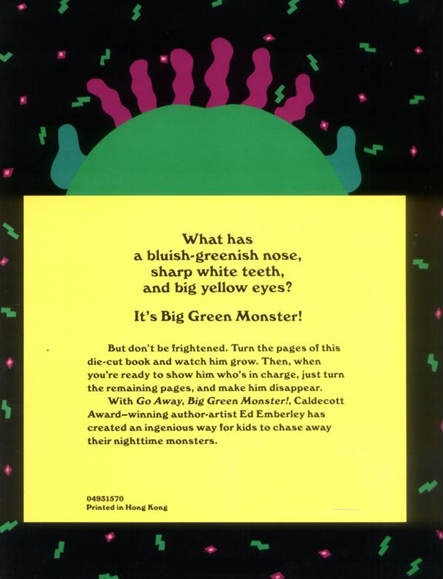 What has
a bluish-greenish nose,
sharp white teeth,
and big yellow eyes?
It's Big Green Monster!
But don't be frightened. Turn the pages of this
die-cut book and watch him grow. Then, when
you're ready to show him who's in charge, just turn
the remaining pages, and make him disappear.
With Go Away, Big Green Monster!, Caldecott
Award–winning author-artist Ed Emberley has
created an ingenious way for kids to chase away
their nighttime monsters.
04931570
Printed in Hong Kong